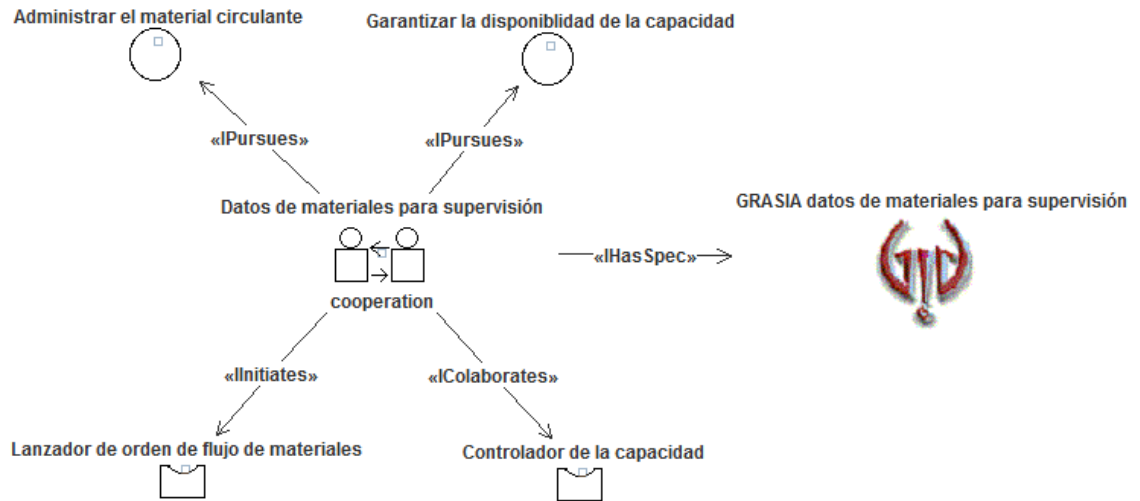 Administrar el material circulante
Garantizar la disponiblidad de la capacidad
«IPursues»
«IPursues»
Datos de materiales para supervisión
GRASIA datos de materiales para supervisión
«IHasSpec»
cooperation
«IInitiates»
«IColaborates»
Lanzador de orden de flujo de materiales
Controlador de la capacidad